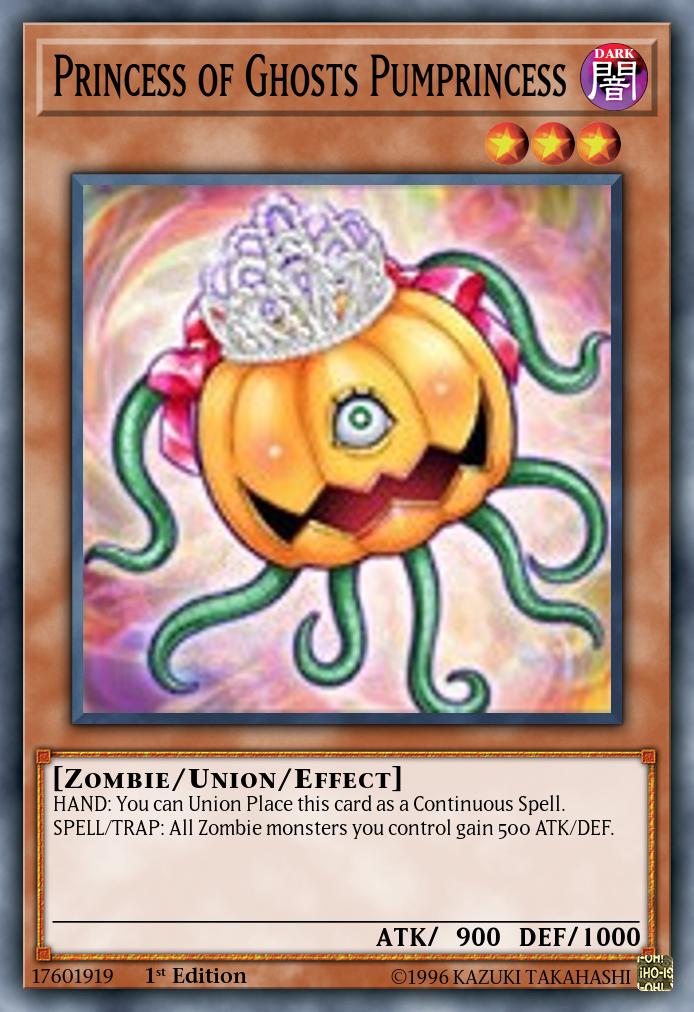 Princess of Ghosts Pumprincess
DARK
闇
[Zombie/Union/Effect]
HAND: You can Union Place this card as a Continuous Spell.
SPELL/TRAP: All Zombie monsters you control gain 500 ATK/DEF.
ATK/ 900 DEF/1000
17601919 1st Edition ©1996 KAZUKI TAKAHASHI